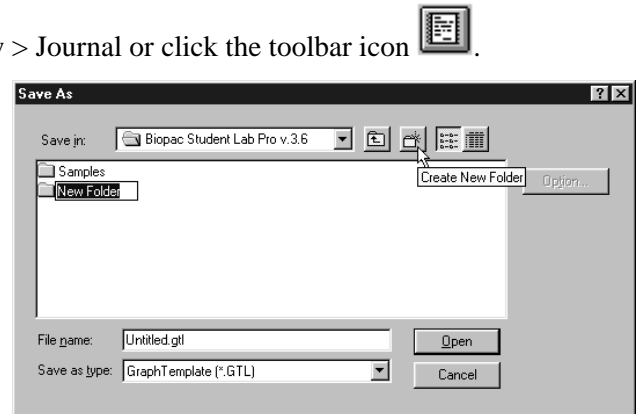 > Journal or click the toolbar icon .
Save As
Save in: Biopac Student Lab Pro v.3.6
Samples
New Folder
Create New Folder
Option...
File name: Untitled.gtl
Open
Save as type: GraphTemplate (*.GTL)
Cancel